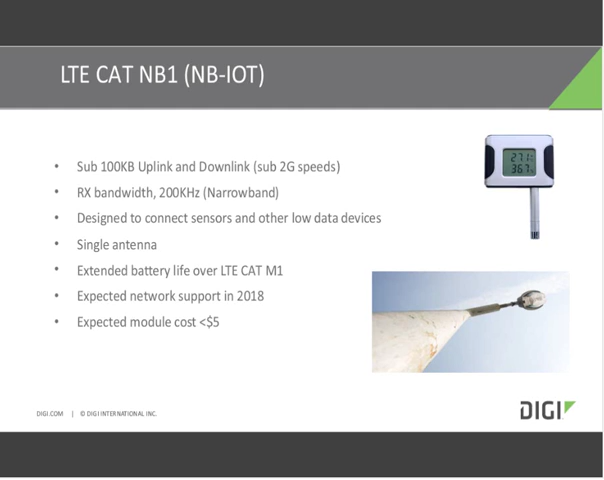 LTE CAT NB1 (NB-IOT)
• Sub 100KB Uplink and Downlink (sub 2G speeds)
• RX bandwidth, 200KHz (Narrowband)
• Designed to connect sensors and other low data devices
• Single antenna
• Extended battery life over LTE CAT M1
• Expected network support in 2018
• Expected module cost <$5
DIGI.COM | © DIGI INTERNATIONAL INC.
DIGI